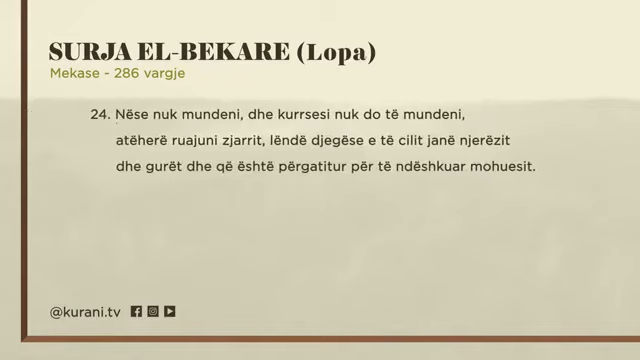 SURJA EL-BEKARE (Lopa)
Mekase - 286 vargje
24. Nëse nuk mundeni, dhe kurrsesi nuk do të mundeni,
atëherë ruajuni zjarrit, lëndë djegëse e të cilit janë njerëzit
dhe gurët dhe që është përgatitur për të ndëshkuar mohuesit.
@kurani.tv